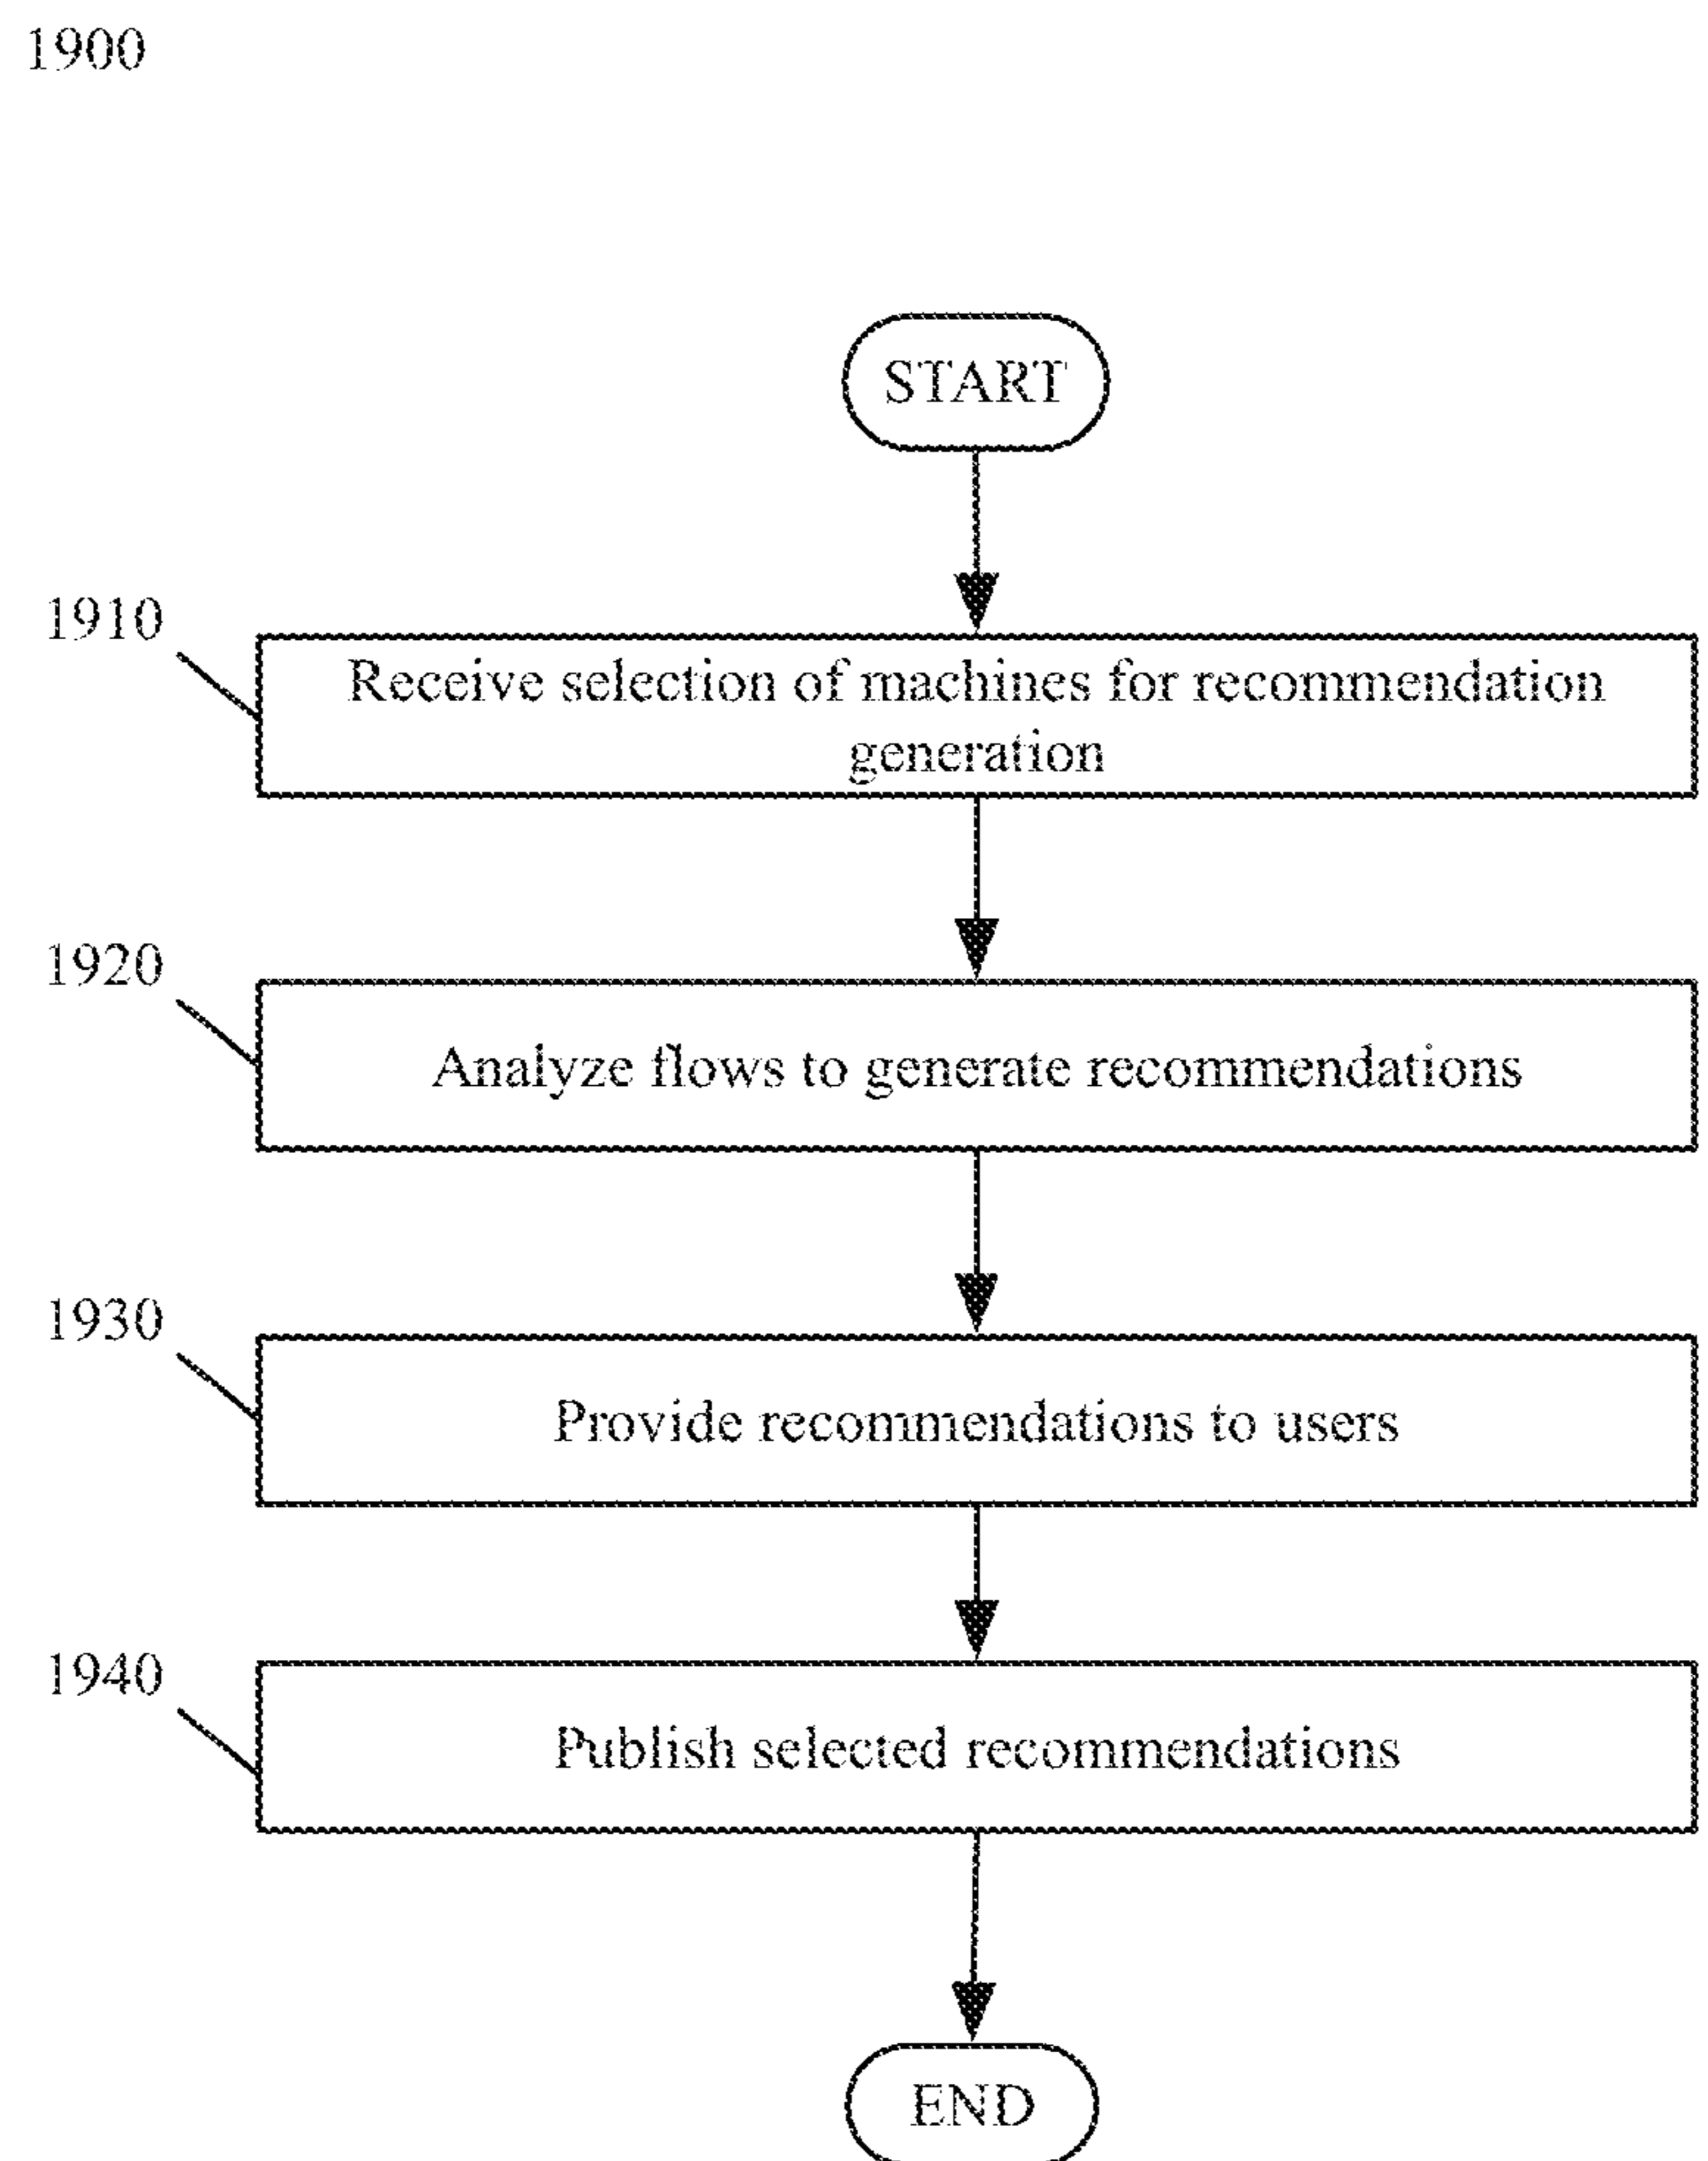 1900
START
1910
Receive selection of machines for recommendation
generation
1920
Analyze flows to generate recommendations
1930
Provide recommendations to users
1940
Publish selected recommendations
END